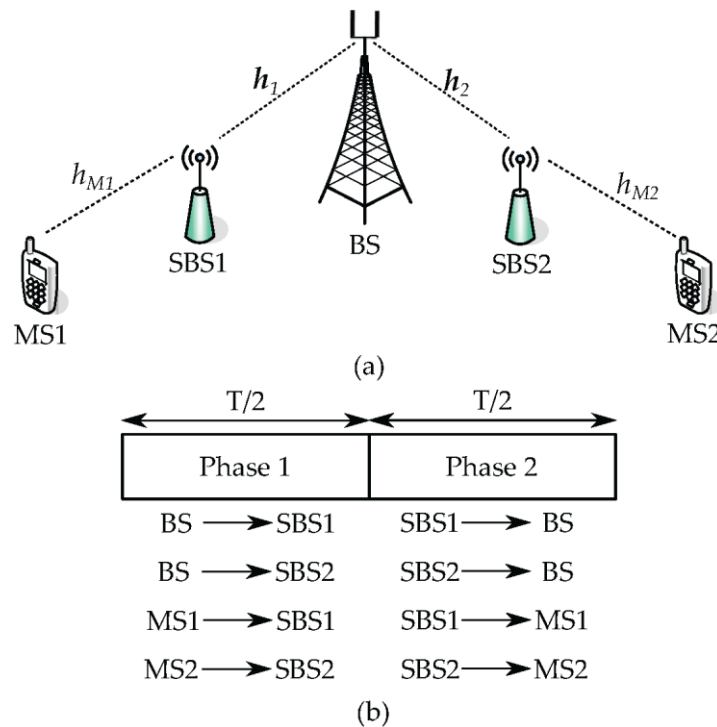 h1 h2
hM1 hM2
SBS1 BS SBS2
MS1 MS2
(a)
T/2 T/2
Phase 1 Phase 2
BS → SBS1 SBS1 → BS
BS → SBS2 SBS2 → BS
MS1 → SBS1 SBS1 → MS1
MS2 → SBS2 SBS2 → MS2
(b)